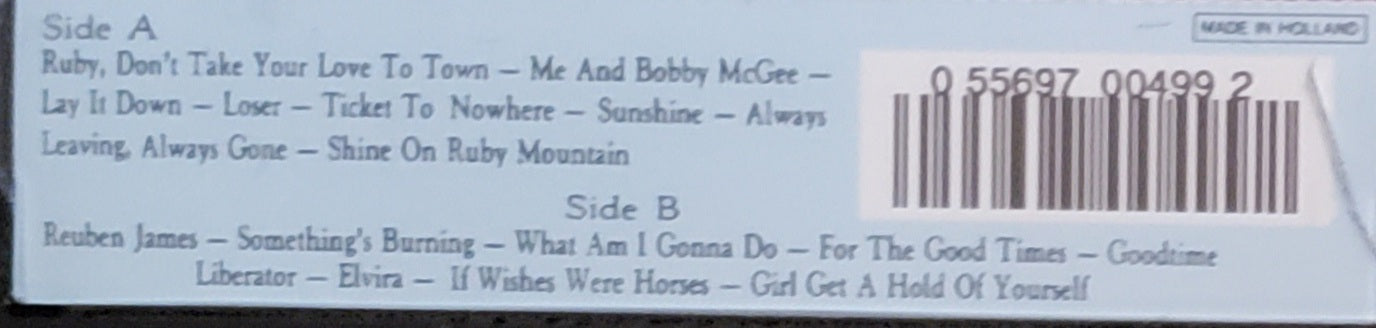 Side A
MADE IN HOLLAND
Ruby, Don't Take Your Love To Town – Me And Bobby McGee –
Lay It Down – Loser – Ticket To Nowhere – Sunshine – Always
Leaving, Always Gone – Shine On Ruby Mountain
0 55697 00499 2
Side B
Reuben James – Something's Burning – What Am I Gonna Do – For The Good Times – Goodtime
Liberator – Elvira – If Wishes Were Horses – Girl Get A Hold Of Yourself